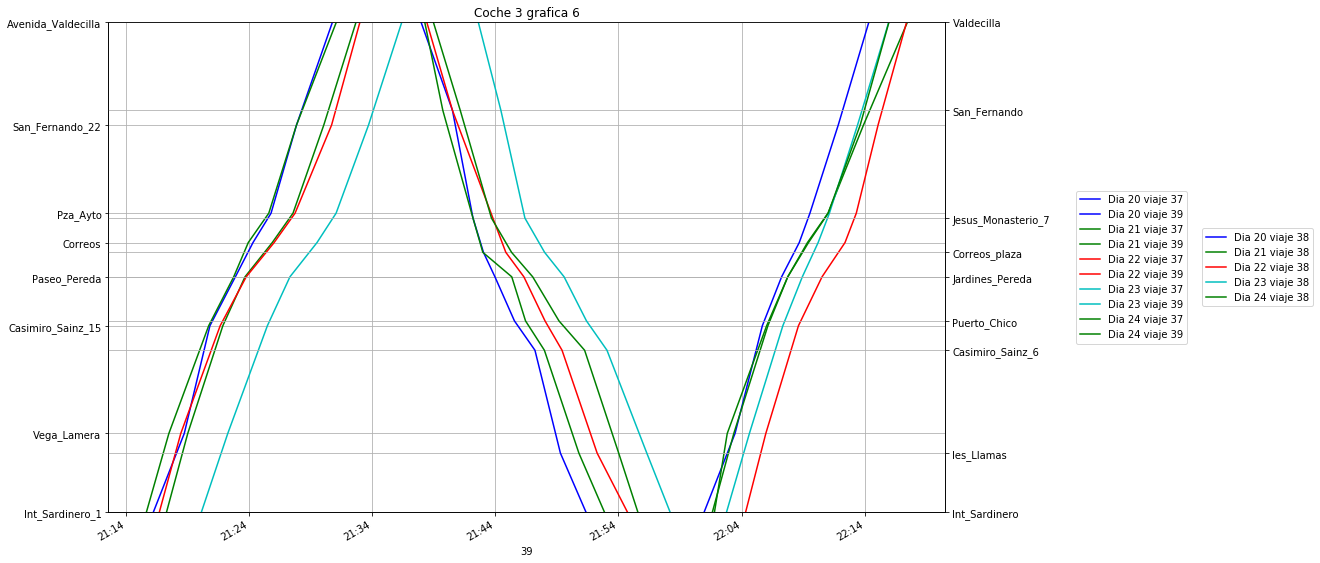 Coche 3 grafica 6
Avenida_Valdecilla
San_Fernando_22
Pza_Ayto
Correos
Paseo_Pereda
Casimiro_Sainz_15
Vega_Lamera
Int_Sardinero_1
Valdecilla
San_Fernando
Jesus_Monasterio_7
Correos_plaza
Jardines_Pereda
Puerto_Chico
Casimiro_Sainz_6
Ies_Llamas
Int_Sardinero
21:14
21:24
21:34
21:44
21:54
22:04
22:14
39
Dia 20 viaje 37
Dia 20 viaje 39
Dia 21 viaje 37
Dia 21 viaje 39
Dia 22 viaje 37
Dia 22 viaje 39
Dia 23 viaje 37
Dia 23 viaje 39
Dia 24 viaje 37
Dia 24 viaje 39
Dia 20 viaje 38
Dia 21 viaje 38
Dia 22 viaje 38
Dia 23 viaje 38
Dia 24 viaje 38